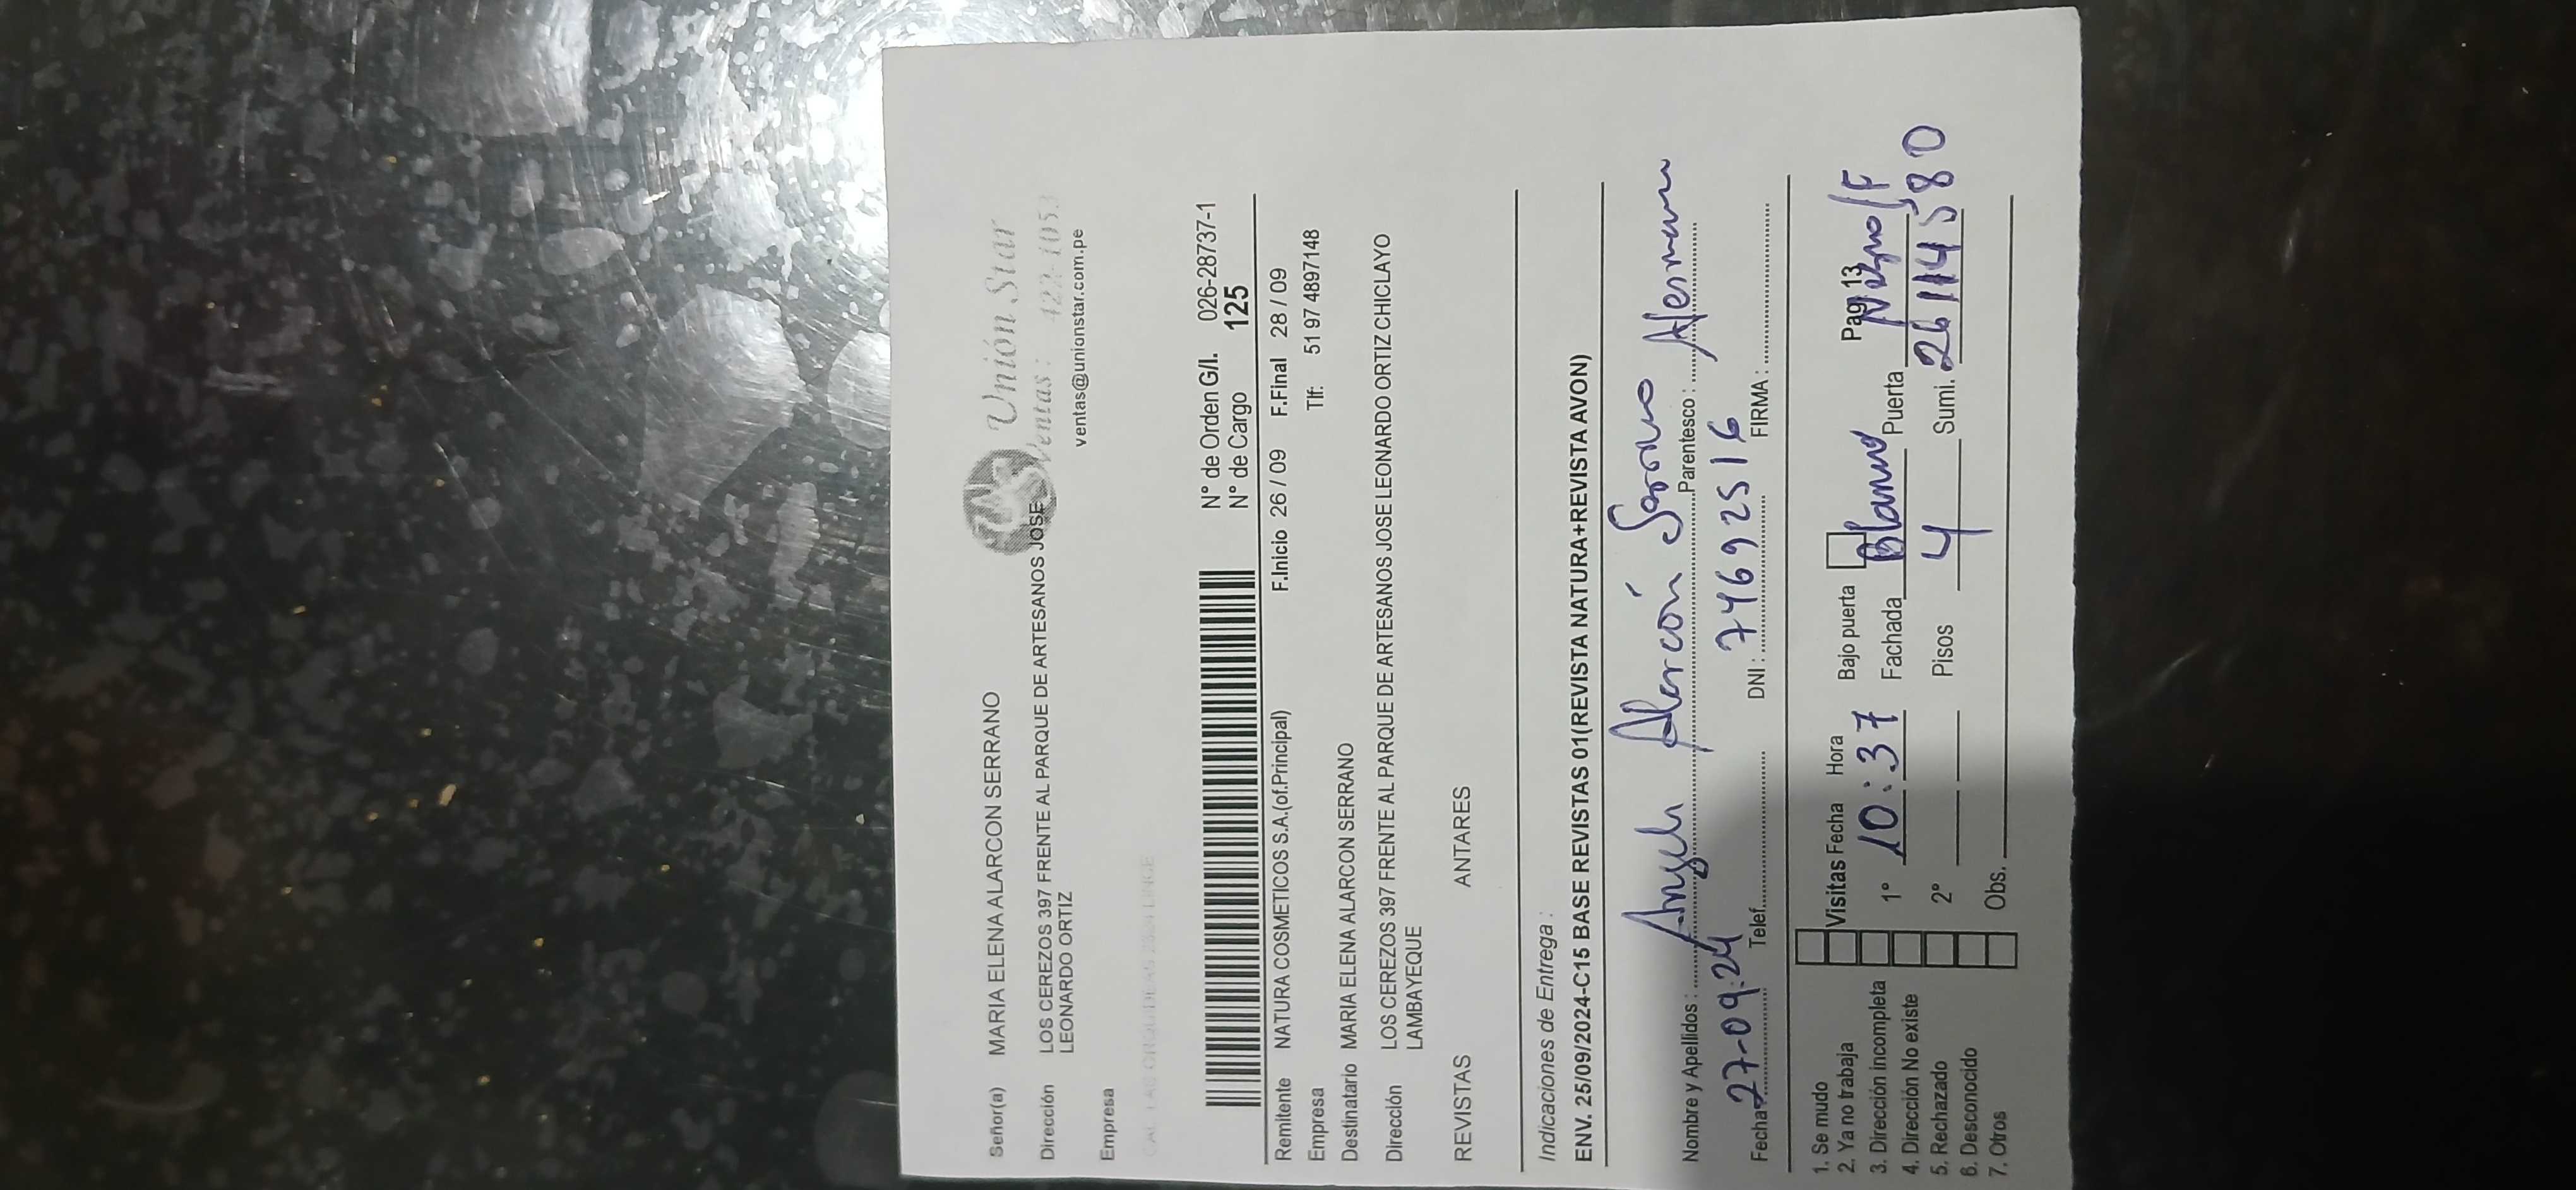 Señor(a) MARIA ELENA ALARCON SERRANO
Unión Star
Dirección LOS CEREZOS 397 FRENTE AL PARQUE DE ARTESANOS JOSE
LEONARDO ORTIZ
Ventas : 422-1053
ventas@unionstar.com.pe
Empresa
N° de Orden G/I. 026-28737-1
N° de Cargo 125
Remitente NATURA COSMETICOS S.A.(of.Principal) F.Inicio 26 / 09 F.Final 28 / 09
Empresa Tlf: 51 97 4897148
Destinatario MARIA ELENA ALARCON SERRANO
Dirección LOS CEREZOS 397 FRENTE AL PARQUE DE ARTESANOS JOSE LEONARDO ORTIZ CHICLAYO
LAMBAYEQUE
REVISTAS ANTARES
Indicaciones de Entrega :
ENV. 25/09/2024-C15 BASE REVISTAS 01(REVISTA NATURA+REVISTA AVON)
Nombre y Apellidos : Angela Alarcón Serrano Parentesco : Hermana
Fecha: 27-09-24 Telef. DNI : 74692516 FIRMA :
1. Se mudo
2. Ya no trabaja
3. Dirección incompleta
4. Dirección No existe
5. Rechazado
6. Desconocido
7. Otros
Visitas Fecha Hora Bajo puerta Pag 13
1° 10:37 Fachada Blanco Puerta Negro/F
2° Pisos 4 Sumi. 26114580
Obs.